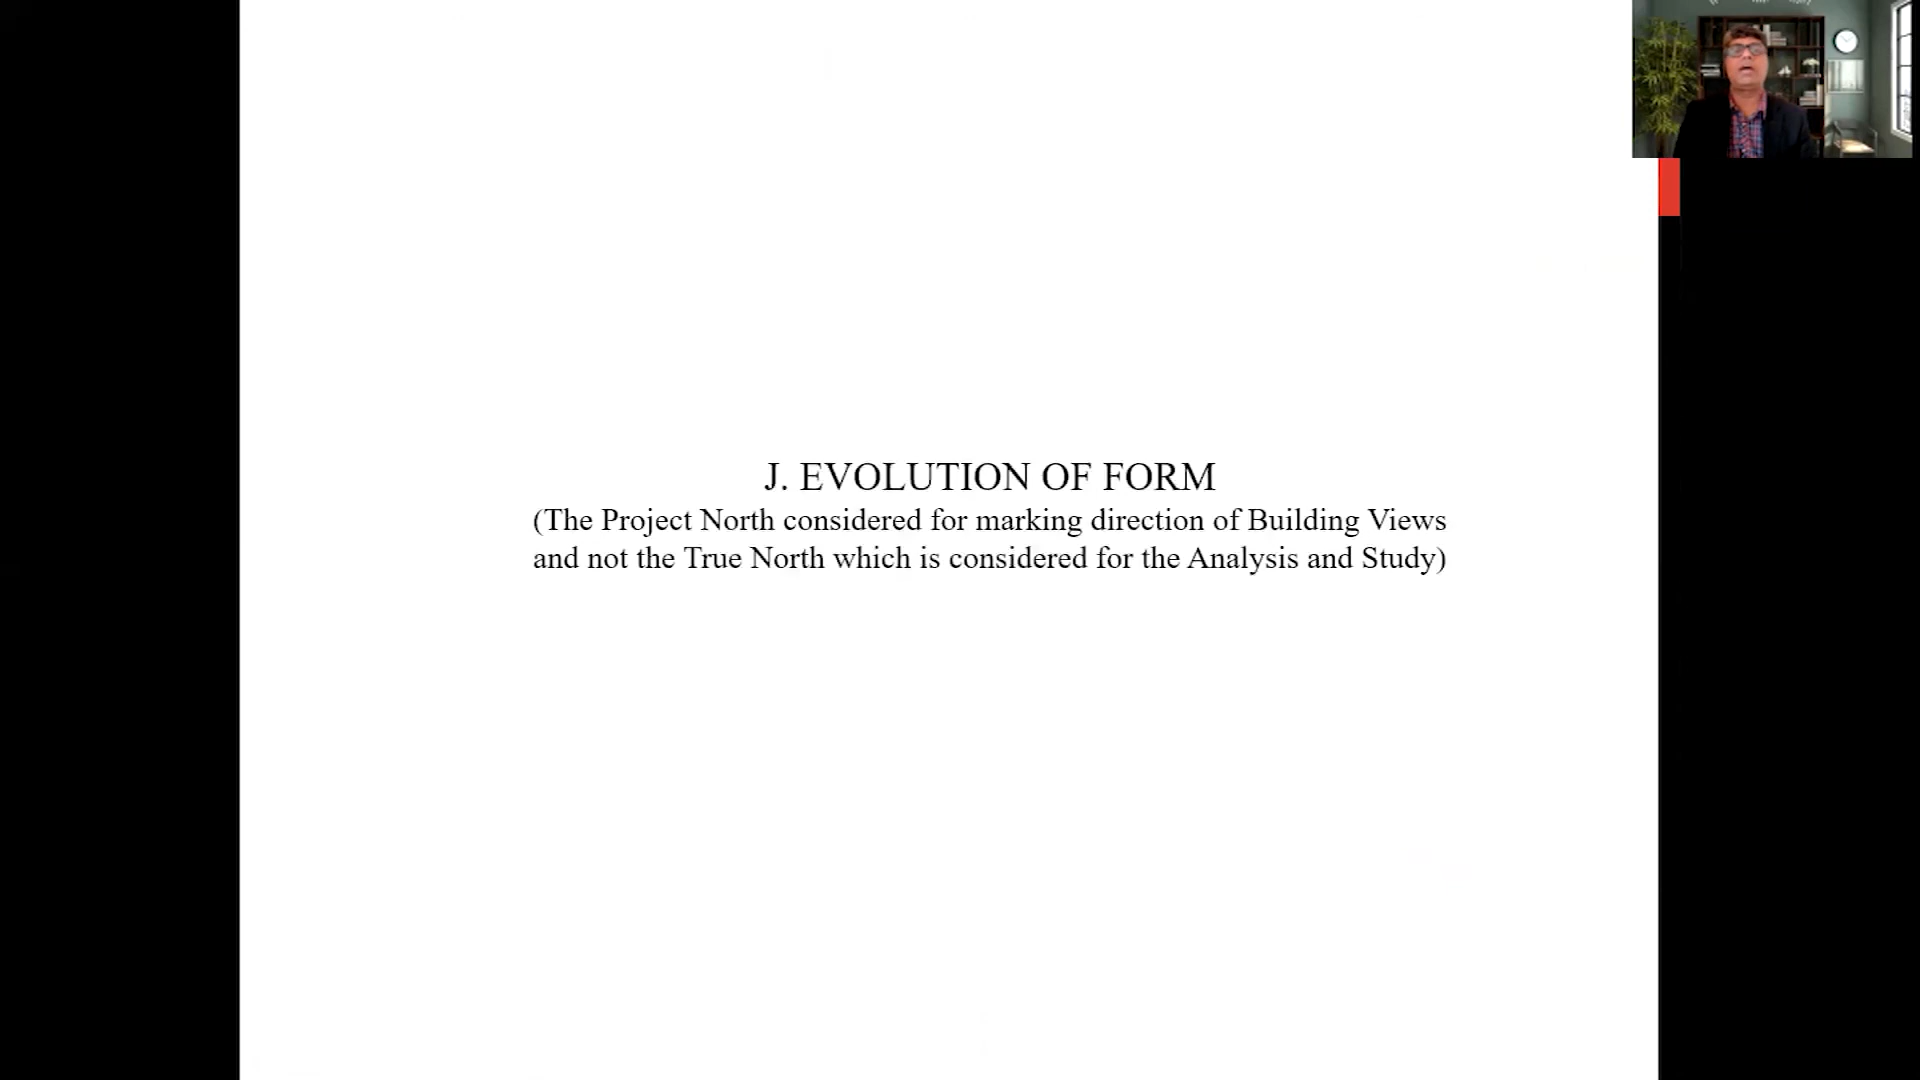 J. EVOLUTION OF FORM
(The Project North considered for marking direction of Building Views
and not the True North which is considered for the Analysis and Study)